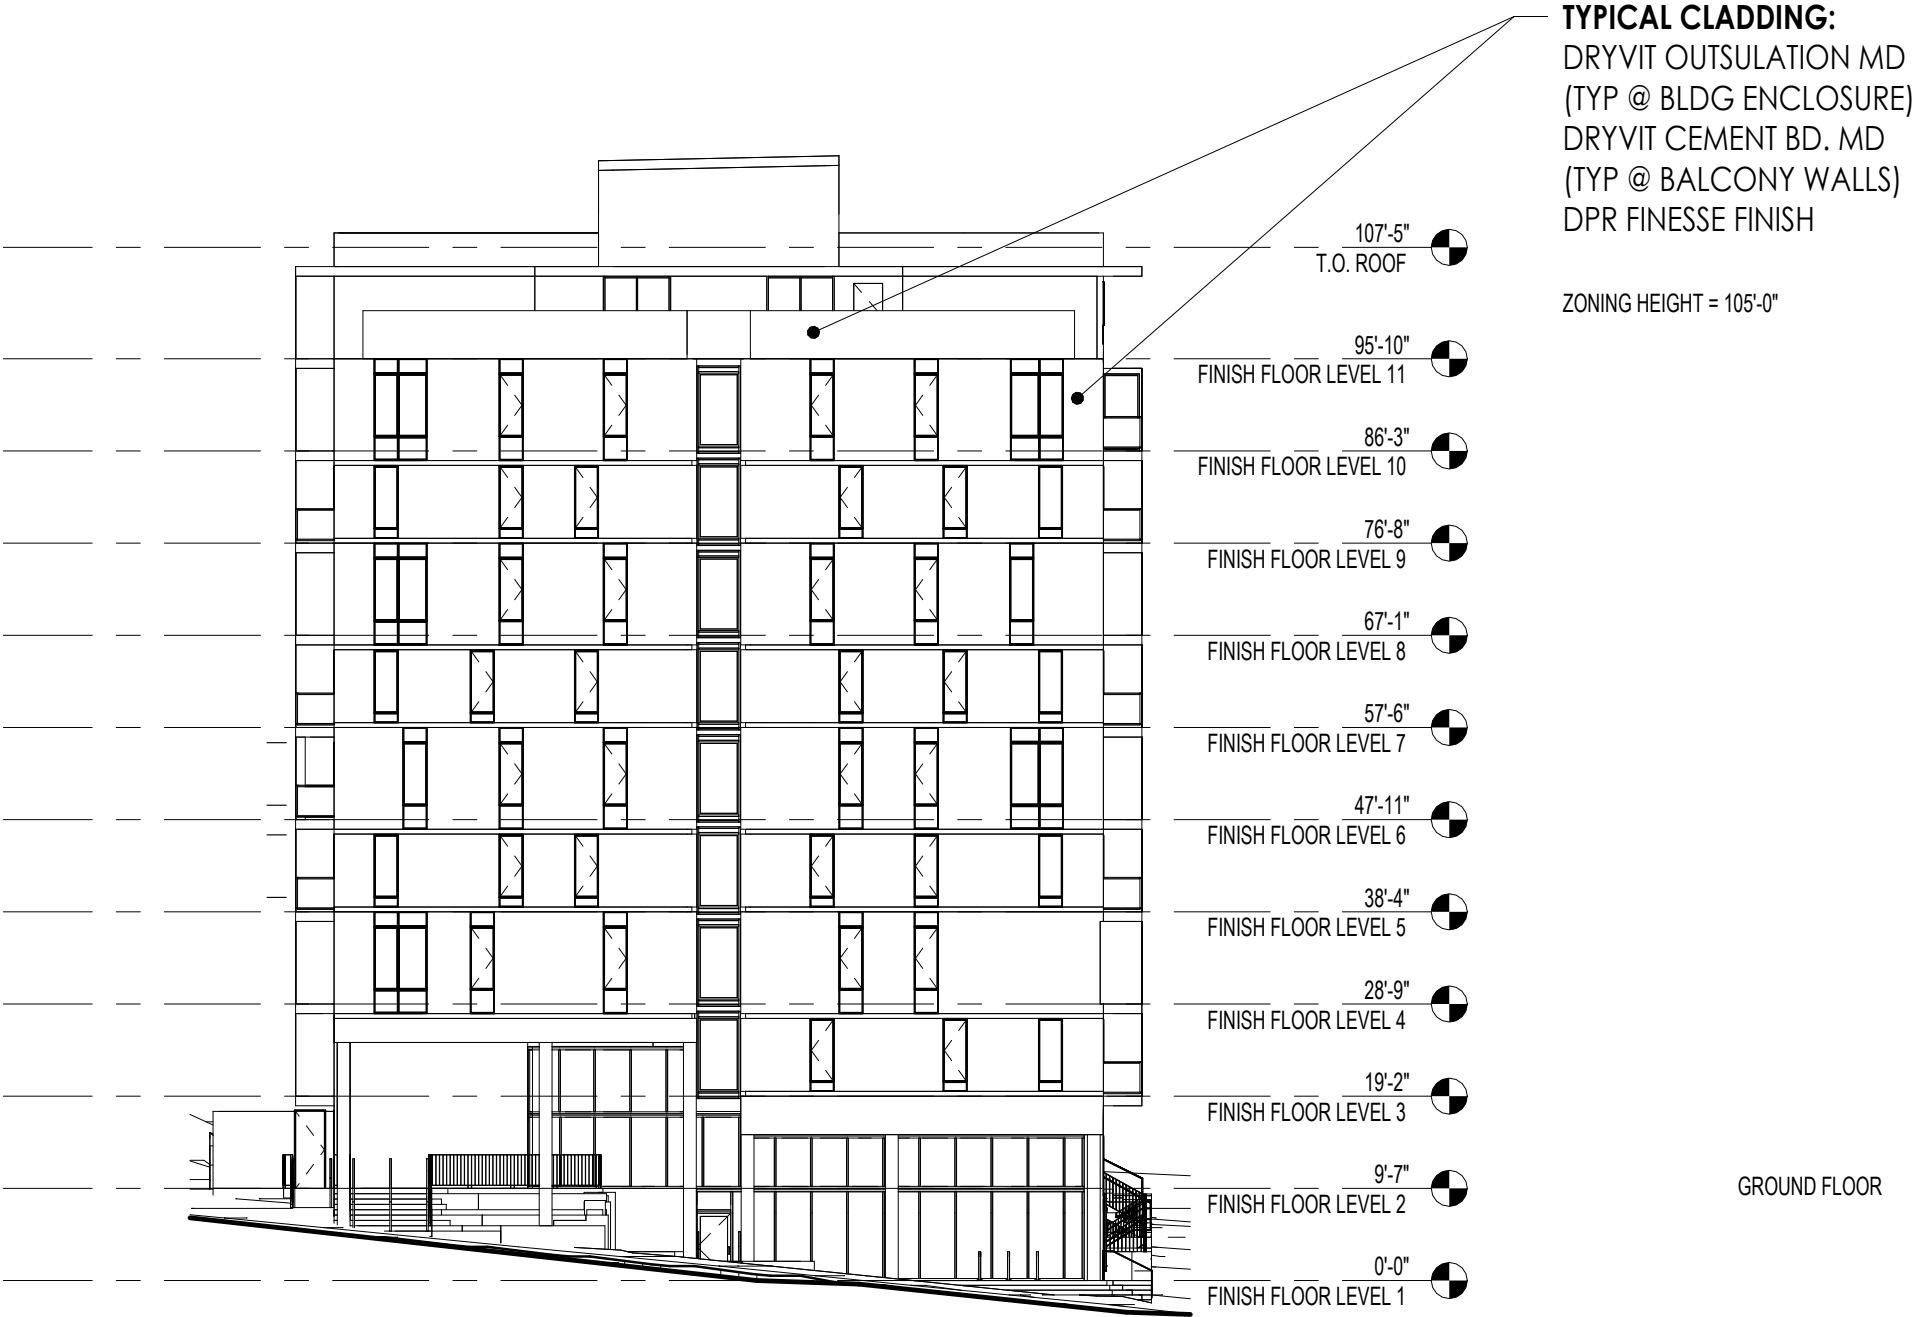 TYPICAL CLADDING:
DRYVIT OUTSULATION MD
(TYP @ BLDG ENCLOSURE)
DRYVIT CEMENT BD. MD
(TYP @ BALCONY WALLS)
DPR FINESSE FINISH
107'-5"
T.O. ROOF
ZONING HEIGHT = 105'-0"
95'-10"
FINISH FLOOR LEVEL 11
86'-3"
FINISH FLOOR LEVEL 10
76'-8"
FINISH FLOOR LEVEL 9
67'-1"
FINISH FLOOR LEVEL 8
57'-6"
FINISH FLOOR LEVEL 7
47'-11"
FINISH FLOOR LEVEL 6
38'-4"
FINISH FLOOR LEVEL 5
28'-9"
FINISH FLOOR LEVEL 4
19'-2"
FINISH FLOOR LEVEL 3
9'-7"
FINISH FLOOR LEVEL 2
GROUND FLOOR
0'-0"
FINISH FLOOR LEVEL 1